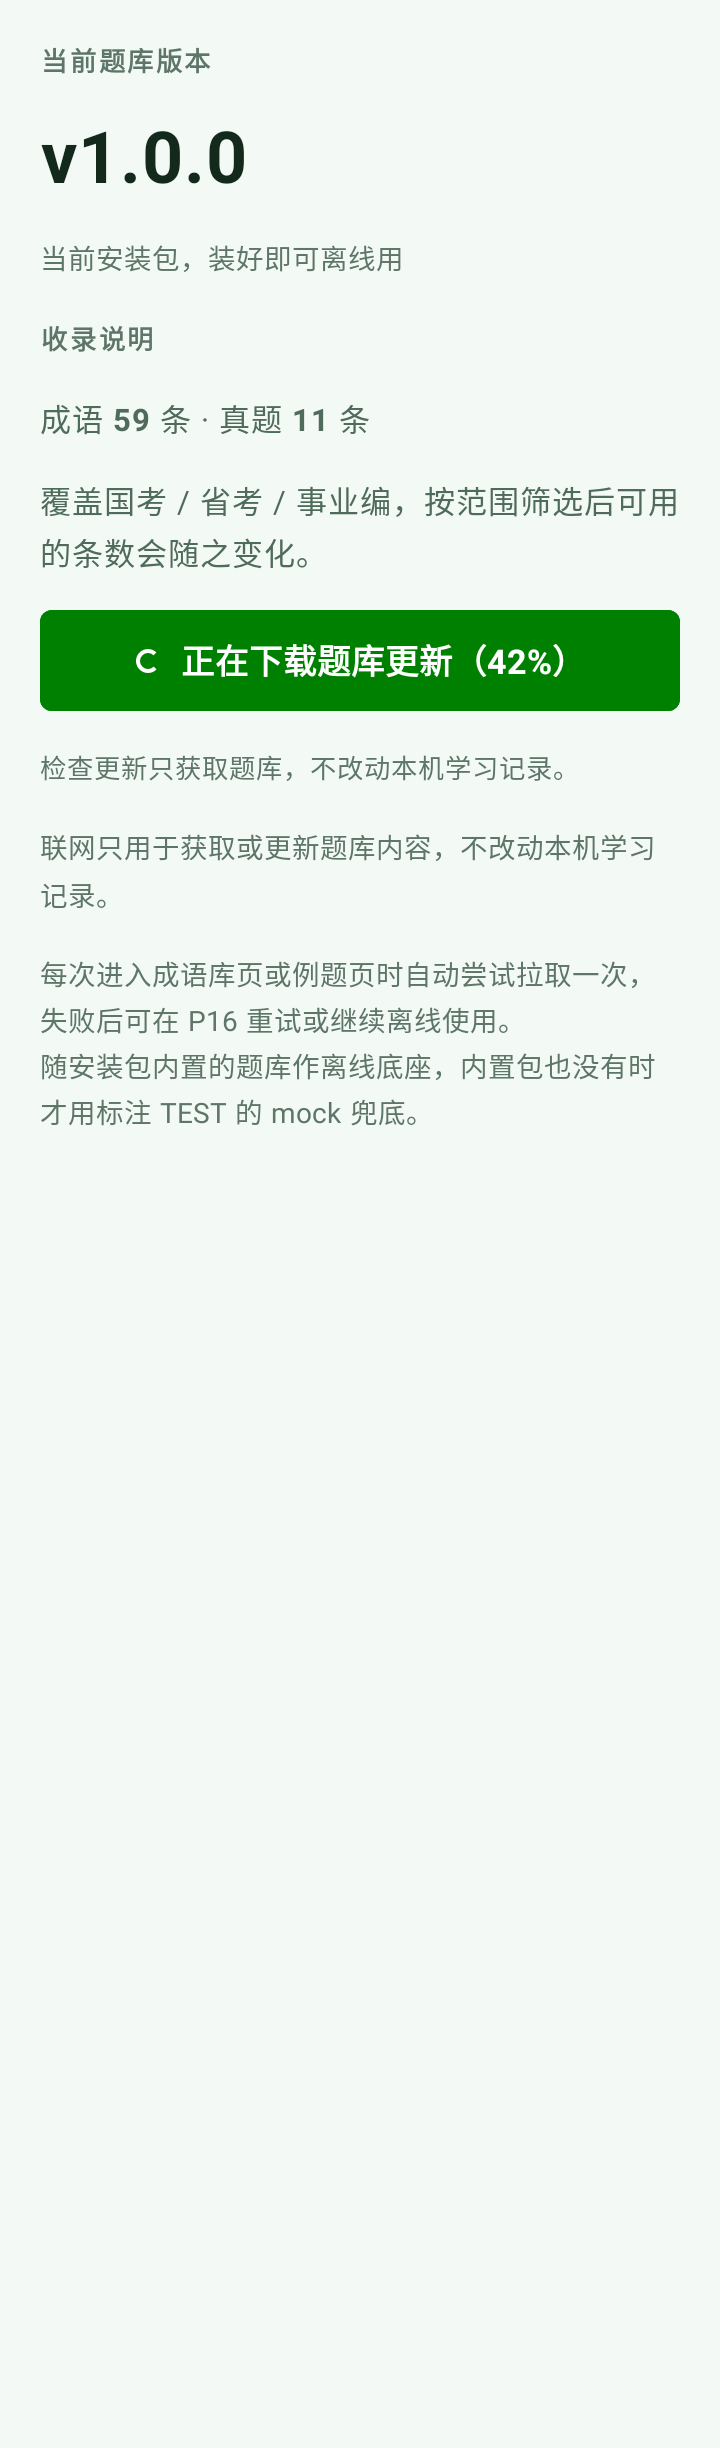 当前题库版本
v1.0.0
当前安装包，装好即可离线用
收录说明
成语 59 条 · 真题 11 条
覆盖国考 / 省考 / 事业编，按范围筛选后可用
的条数会随之变化。
正在下载题库更新（42%）
检查更新只获取题库，不改动本机学习记录。
联网只用于获取或更新题库内容，不改动本机学习
记录。
每次进入成语库页或例题页时自动尝试拉取一次，
失败后可在 P16 重试或继续离线使用。
随安装包内置的题库作离线底座，内置包也没有时
才用标注 TEST 的 mock 兜底。